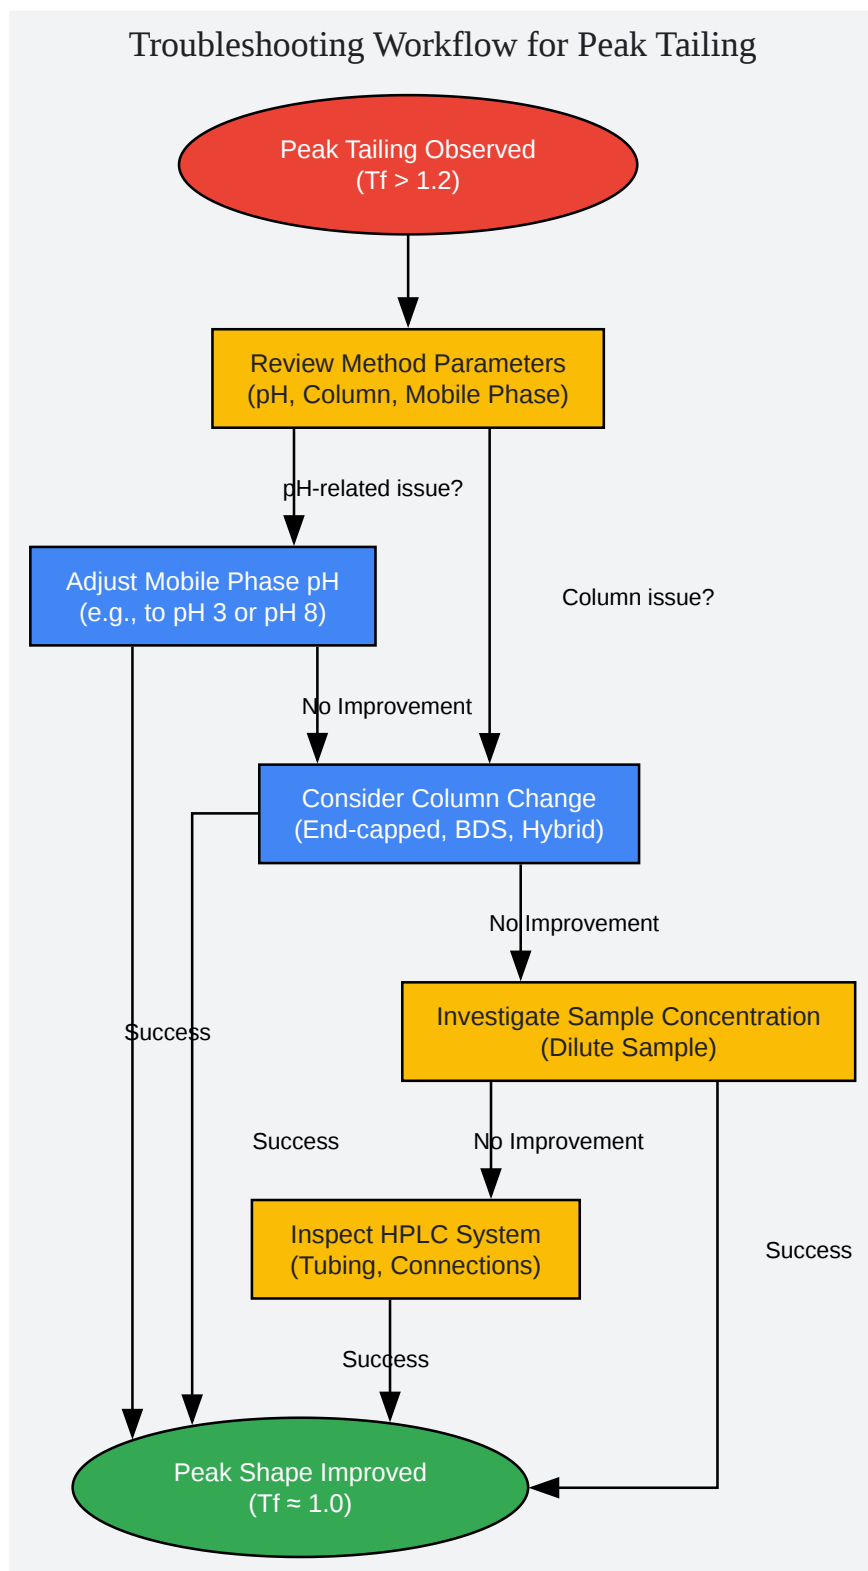 Troubleshooting Workflow for Peak Tailing
Peak Tailing Observed
(Tf > 1.2)
Review Method Parameters
(pH, Column, Mobile Phase)
pH-related issue?
Adjust Mobile Phase pH
(e.g., to pH 3 or pH 8)
Column issue?
No Improvement
Consider Column Change
(End-capped, BDS, Hybrid)
No Improvement
Investigate Sample Concentration
(Dilute Sample)
Success
Success
No Improvement
Inspect HPLC System
(Tubing, Connections)
Success
Success
Peak Shape Improved
(Tf ≈ 1.0)